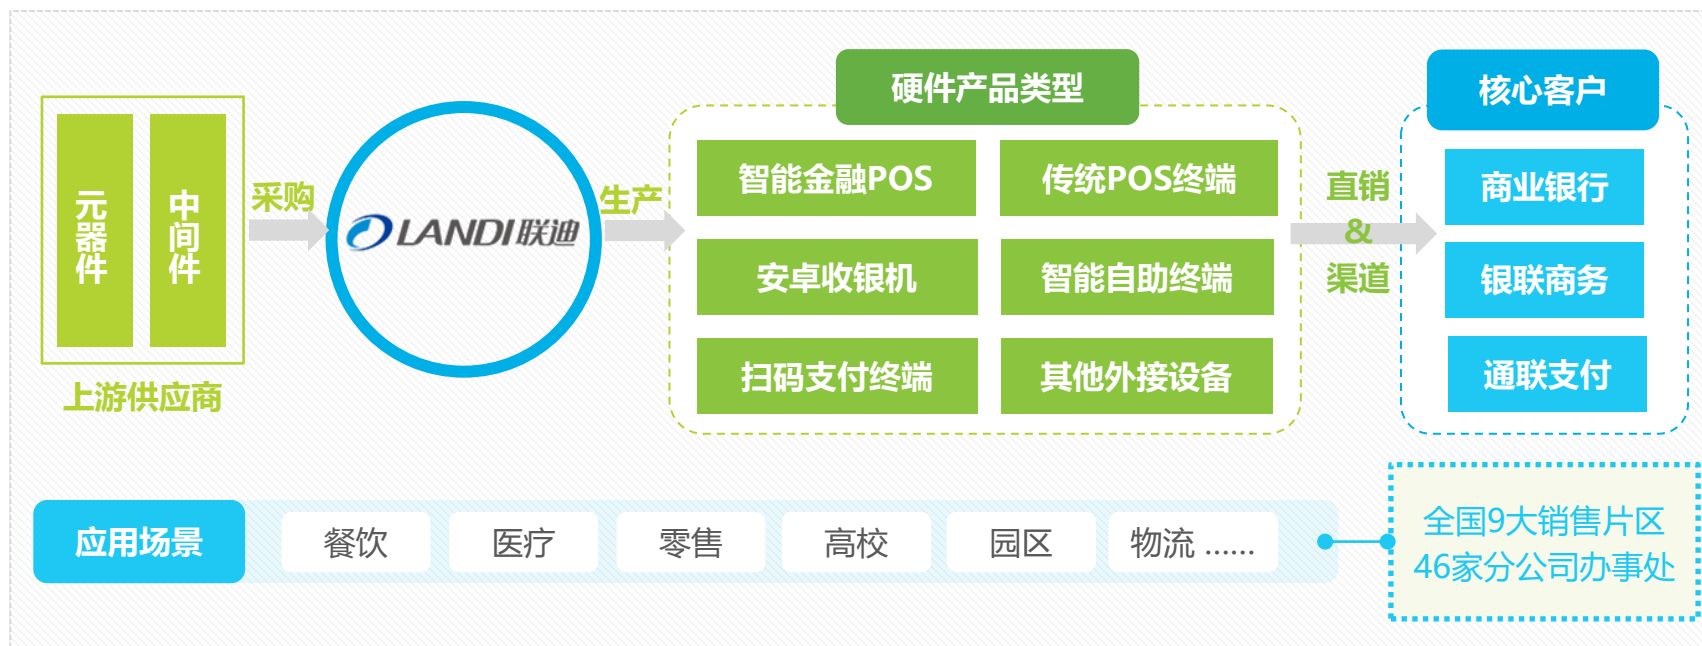 元器件
中间件
上游供应商
采购
LANDI联迪
生产
硬件产品类型
智能金融POS
传统POS终端
安卓收银机
智能自助终端
扫码支付终端
其他外接设备
直销
&
渠道
核心客户
商业银行
银联商务
通联支付
应用场景
餐饮
医疗
零售
高校
园区
物流 ......
全国9大销售片区
46家分公司办事处